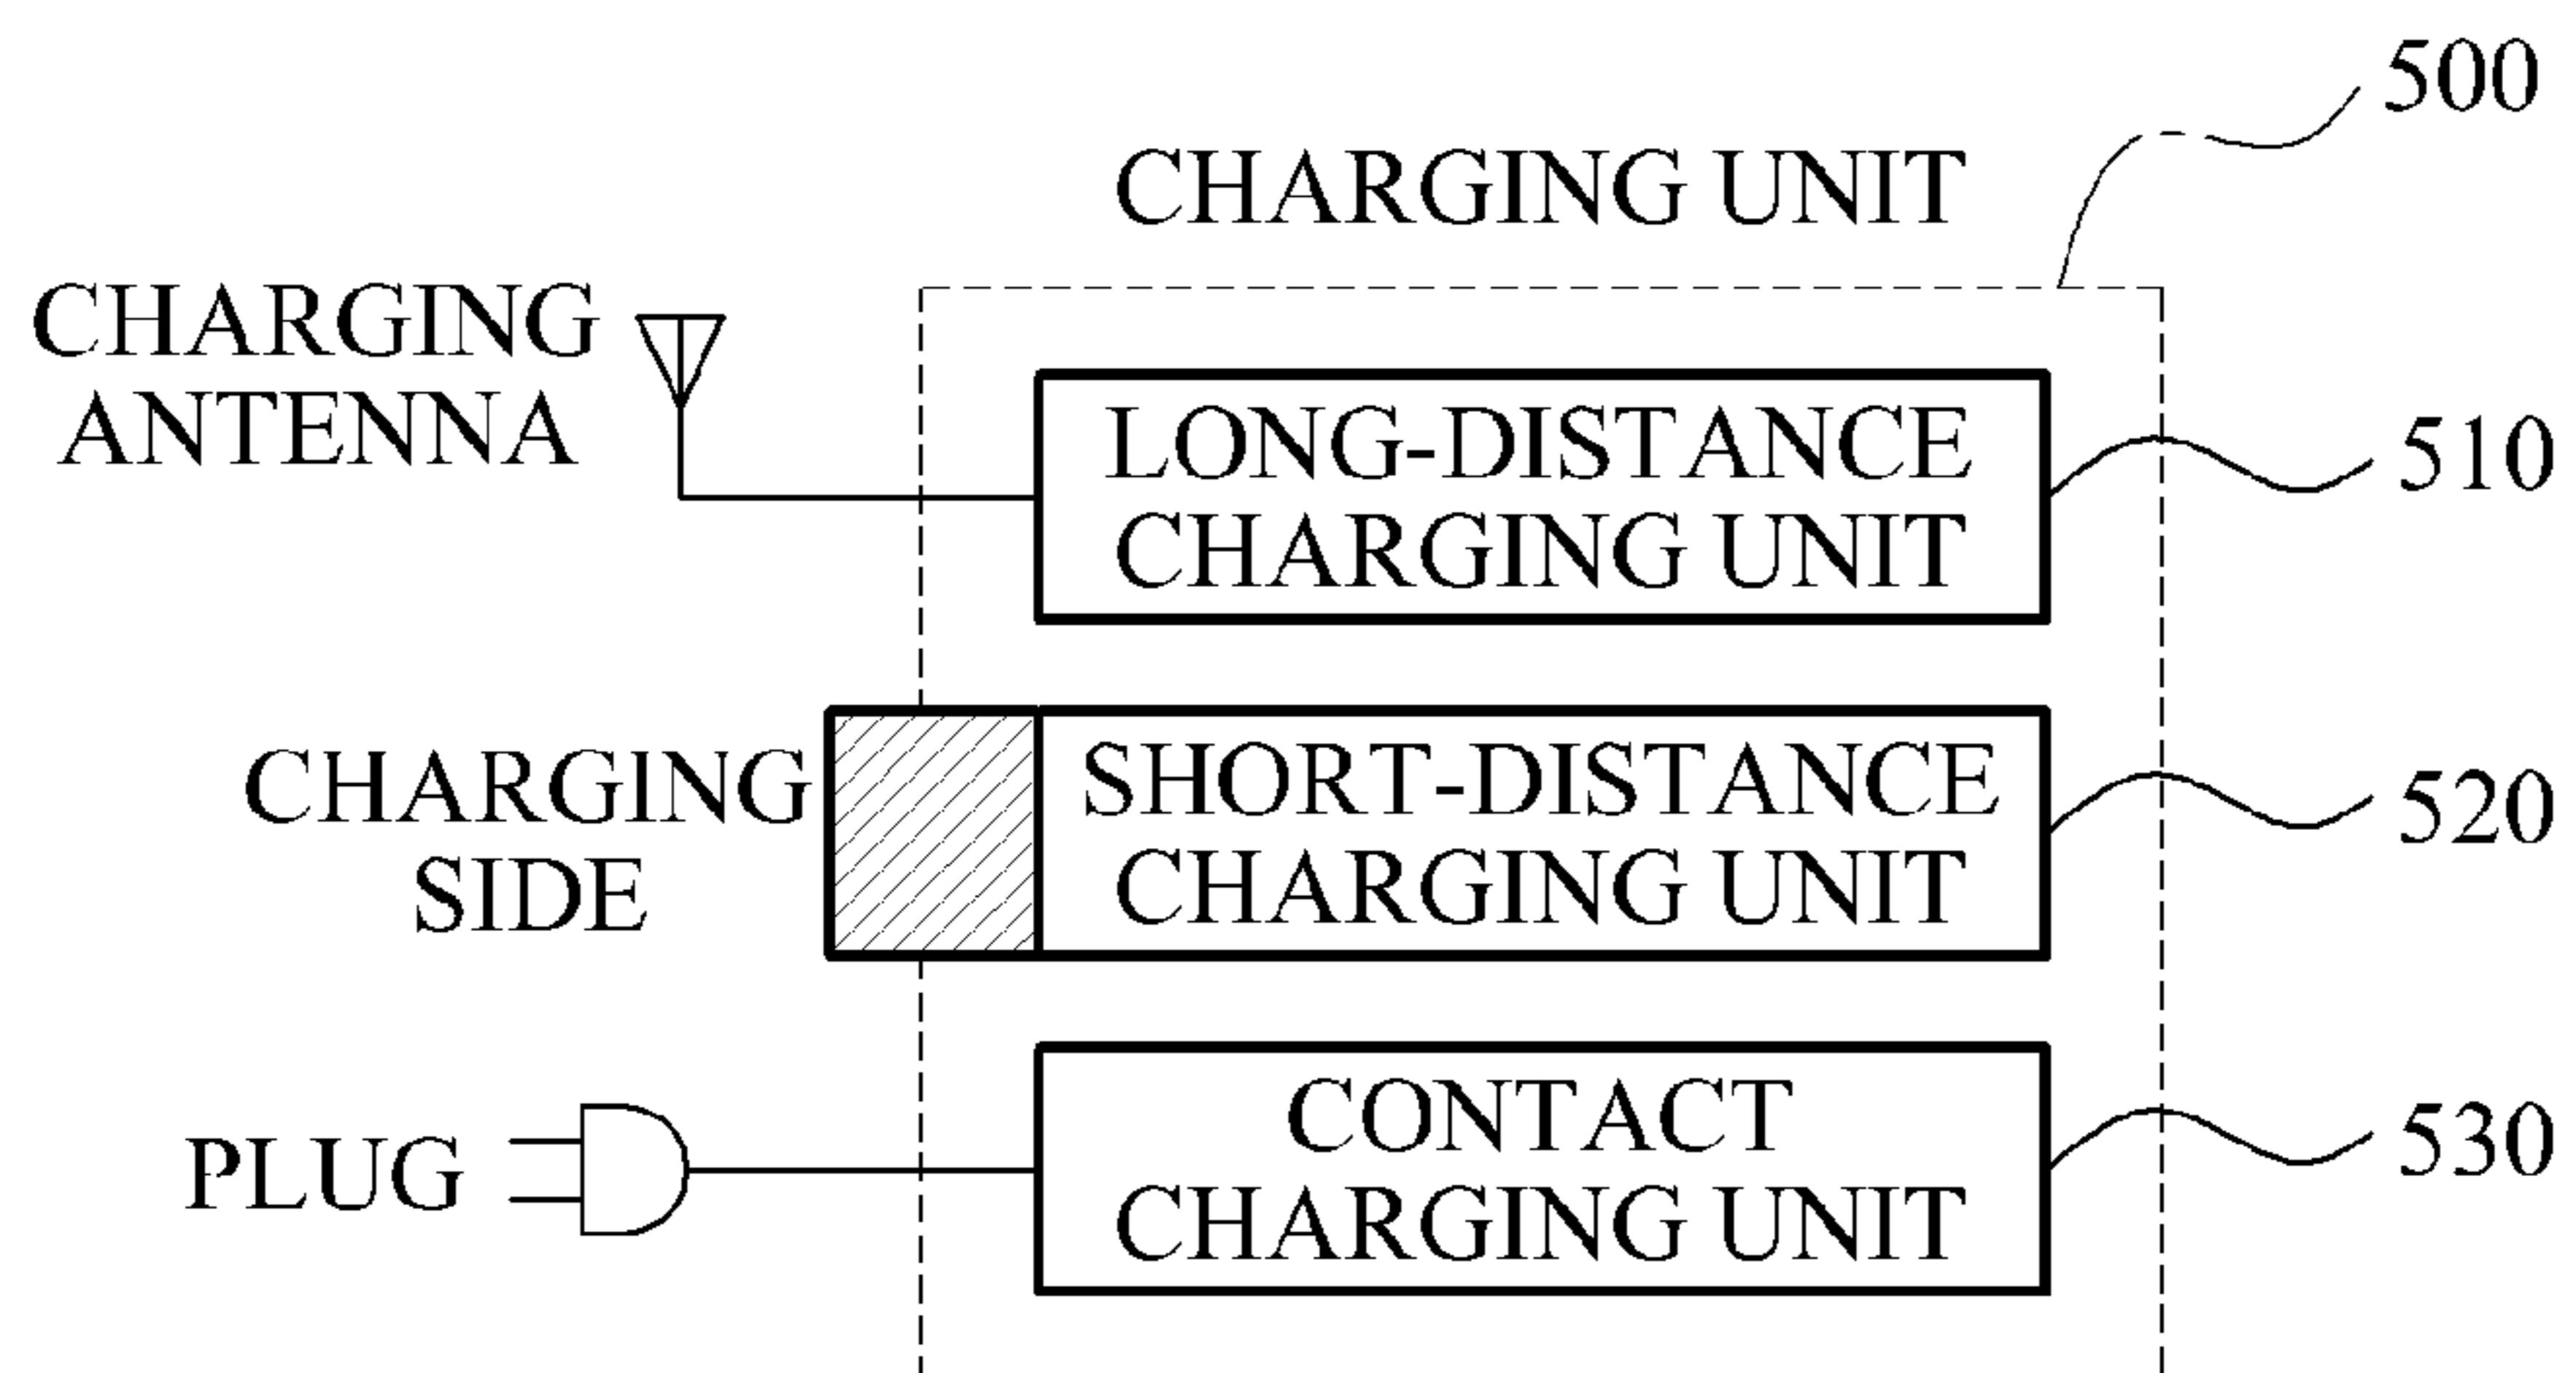 500
CHARGING UNIT
CHARGING
ANTENNA
LONG-DISTANCE
CHARGING UNIT
510
CHARGING
SIDE
SHORT-DISTANCE
CHARGING UNIT
520
PLUG
CONTACT
CHARGING UNIT
530